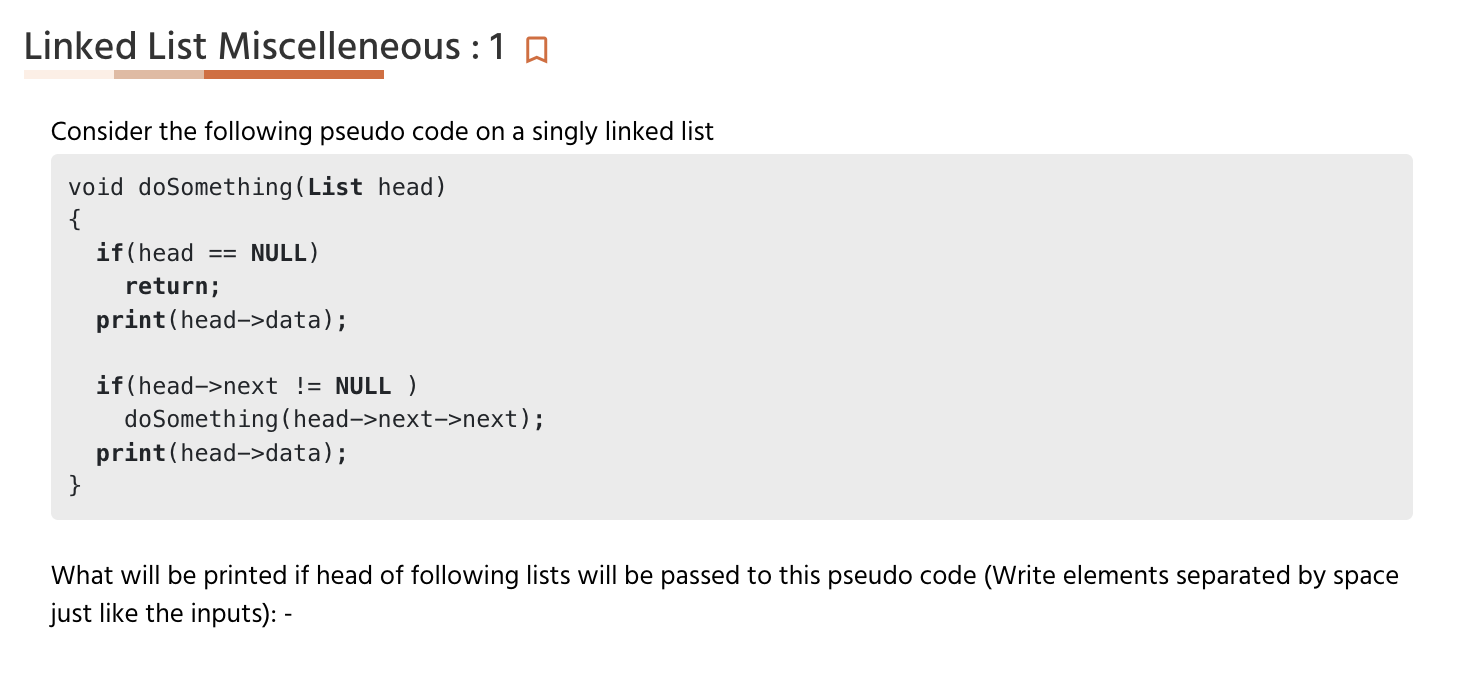 Linked List Miscelleneous : 1
Consider the following pseudo code on a singly linked list
void doSomething(List head)
{
  if(head == NULL)
    return;
  print(head->data);

  if(head->next != NULL )
    doSomething(head->next->next);
  print(head->data);
}
What will be printed if head of following lists will be passed to this pseudo code (Write elements separated by space
just like the inputs): -